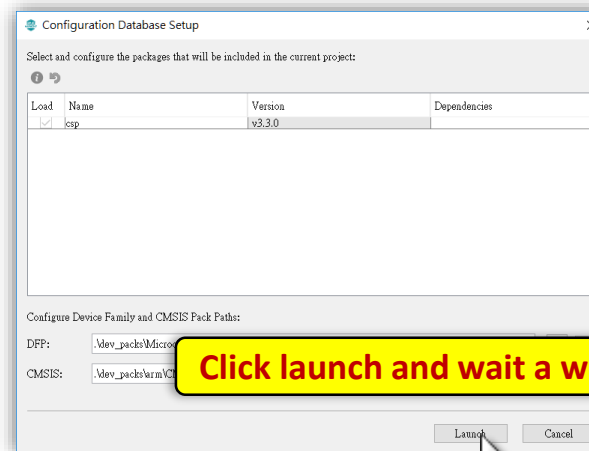 Configuration Database Setup
Select and configure the packages that will be included in the current project:
Load Name Version Dependencies
csp v3.3.0
Configure Device Family and CMSIS Pack Paths:
DFP: .\dev_packs\Microc
Click launch and wait a w
CMSIS: .\dev_packs\arm\C
Launch Cancel